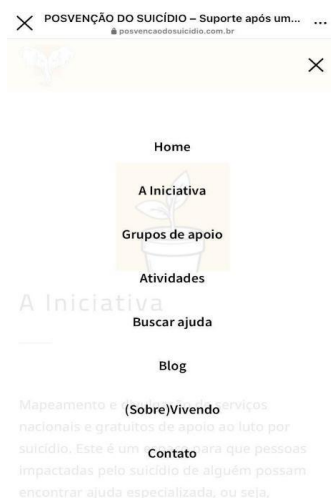 POSVENÇÃO DO SUICÍDIO – Suporte após um...
posvencaodosuicidio.com.br
Home
A Iniciativa
Grupos de apoio
Atividades
A Iniciativa
Buscar ajuda
Blog
(Sobre)Vivendo
Mapeamento e de serviços
nacionais e gratuitos de apoio ao luto por
suicídio. Este é um para que pessoas
Contato
impactadas pelo suicídio de alguém possam
encontrar ajuda especializada, ou seja,